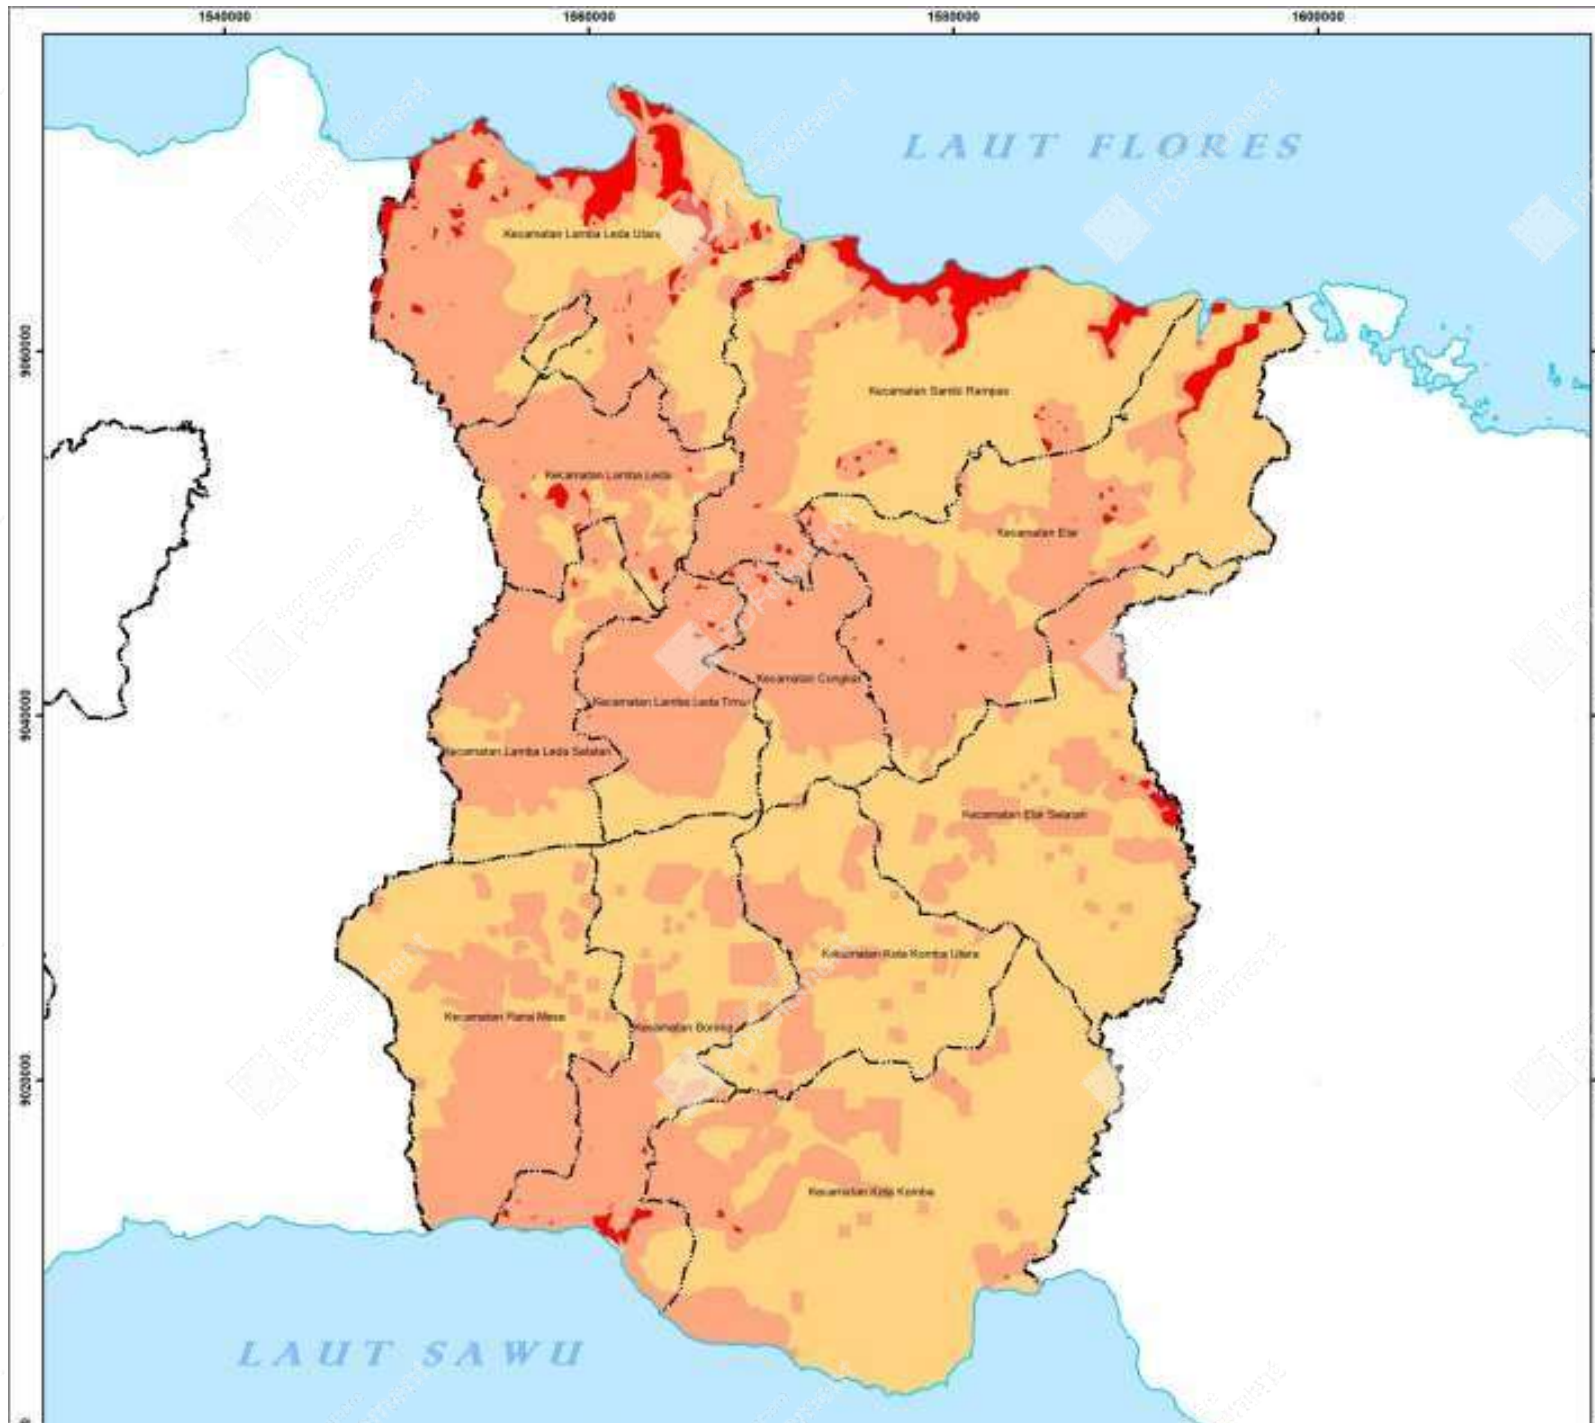 1540000
1560000
1580000
1600000
LAUT FLORES
Kecamatan Lamba Leda Utara
9060000
Kecamatan Sambi Rampas
Kecamatan Lamba Leda
Kecamatan Elar
Kecamatan Congkar
Kecamatan Lamba Leda Timur
9040000
Kecamatan Lamba Leda Selatan
Kecamatan Elar Selatan
Kecamatan Kota Komba Utara
Kecamatan Rana Mese
Kecamatan Borong
9020000
Kecamatan Kota Komba
LAUT SAWU
PDFelement